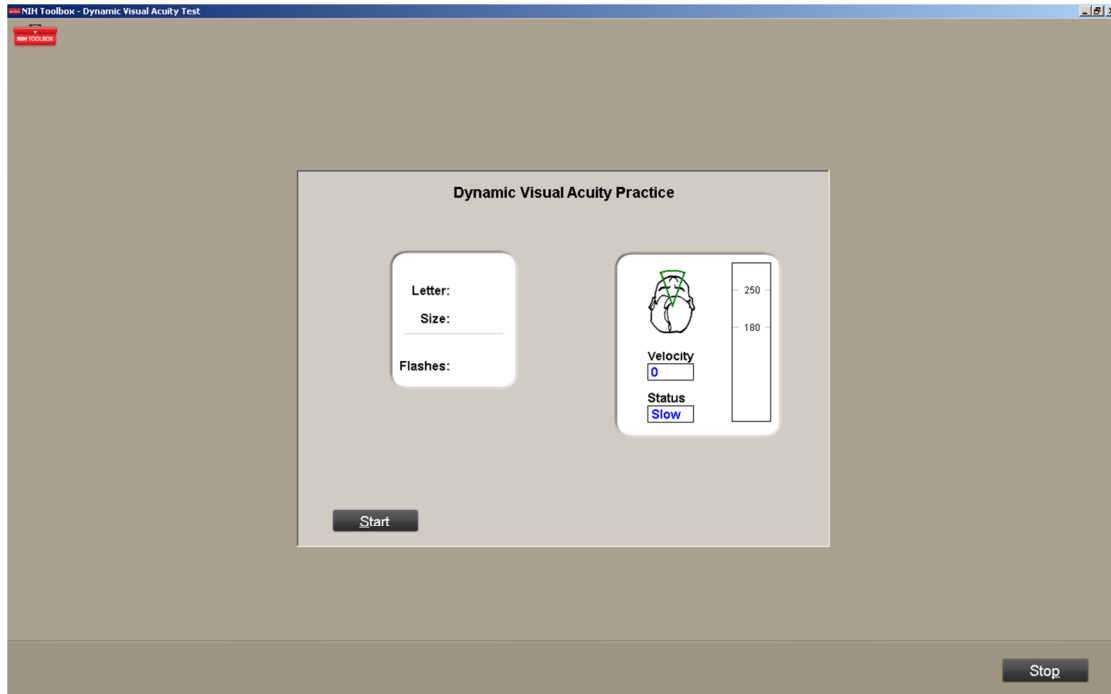 NIH Toolbox - Dynamic Visual Acuity Test
NIH TOOLBOX
Dynamic Visual Acuity Practice
Letter:
Size:
Flashes:
250
180
Velocity
0
Status
Slow
Start
Stop